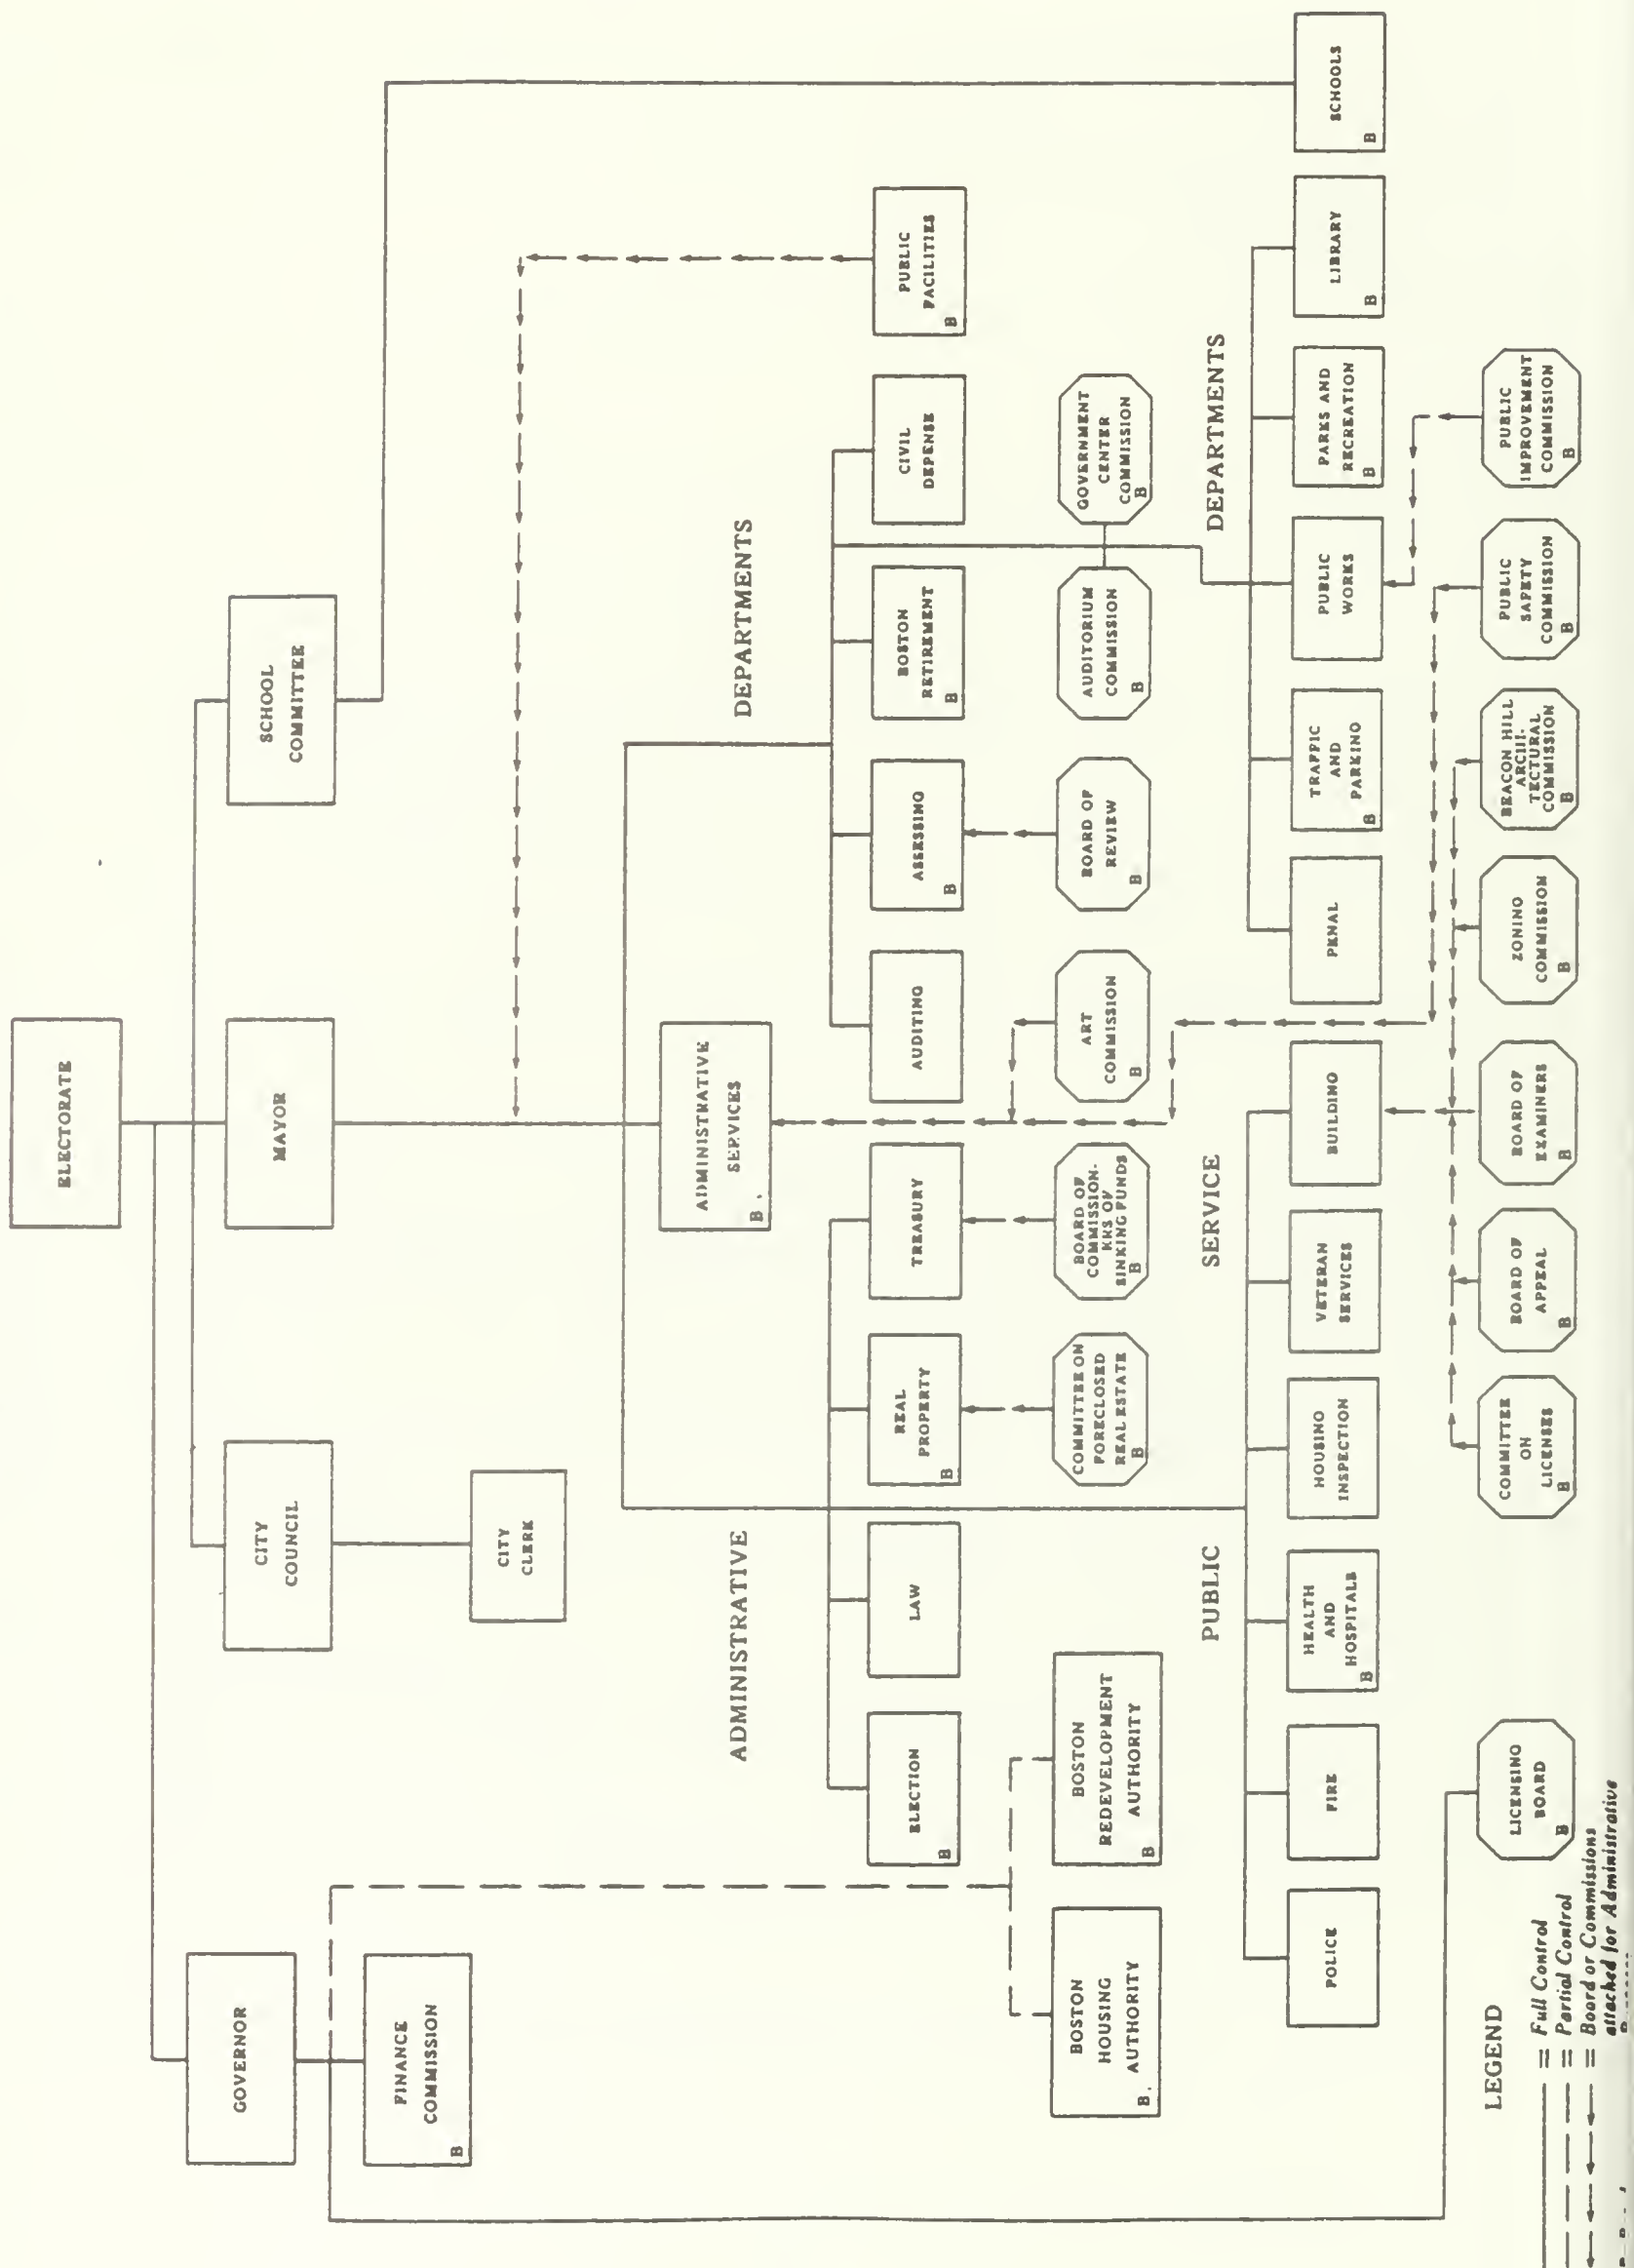 ELECTORATE
GOVERNOR
CITY
COUNCIL
MAYOR
SCHOOL
COMMITTEE
FINANCE
COMMISSION
B
CITY
CLERK
ADMINISTRATIVE
SERVICES
B.
ADMINISTRATIVE
DEPARTMENTS
ELECTION
B
LAW
REAL
PROPERTY
B
TREASURY
AUDITING
ASSESSING
B
BOSTON
RETIREMENT
B
CIVIL
DEFENSE
PUBLIC
FACILITIES
B
BOSTON
HOUSING
AUTHORITY
B.
BOSTON
REDEVELOPMENT
AUTHORITY
B
COMMITTEE ON
FORECLOSED
REAL ESTATE
B
BOARD OF
COMMISSION-
ERS OF
SINKING FUNDS
B
ART
COMMISSION
B
BOARD OF
REVIEW
B
AUDITORIUM
COMMISSION
B
GOVERNMENT
CENTER
COMMISSION
B
PUBLIC
SERVICE
DEPARTMENTS
POLICE
FIRE
HEALTH
AND
HOSPITALS
B
HOUSING
INSPECTION
VETERAN
SERVICES
BUILDING
PENAL
TRAFFIC
AND
PARKING
B
PUBLIC
WORKS
PARKS AND
RECREATION
B
LIBRARY
B
SCHOOLS
B
LICENSING
BOARD
B
COMMITTEE
ON
LICENSES
B
BOARD OF
APPEAL
B
BOARD OF
EXAMINERS
B
ZONING
COMMISSION
B
BEACON HILL
ARCHI-
TECTURAL
COMMISSION
B
PUBLIC
SAFETY
COMMISSION
B
PUBLIC
IMPROVEMENT
COMMISSION
B
LEGEND
= Full Control
= Partial Control
= Board or Commissions
attached for Administrative